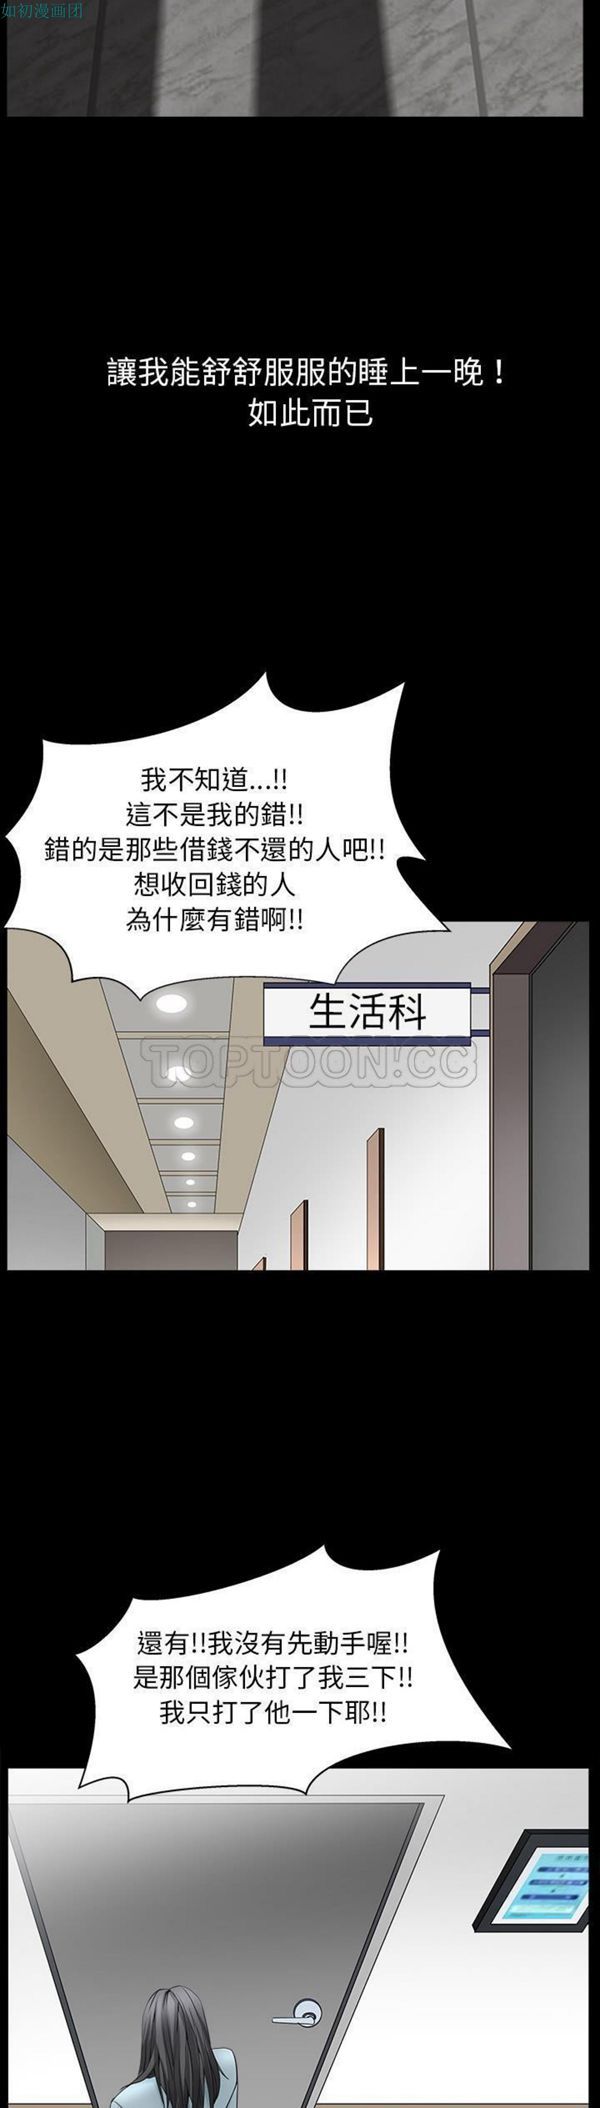 如初漫画团
讓我能舒舒服服的睡上一晚！
如此而已
我不知道...!!
這不是我的錯!!
錯的是那些借錢不還的人吧!!
想收回錢的人
為什麼有錯啊!!
生活科
TOPTOON!CC
還有!!我沒有先動手喔!!
是那個傢伙打了我三下!!
我只打了他一下耶!!